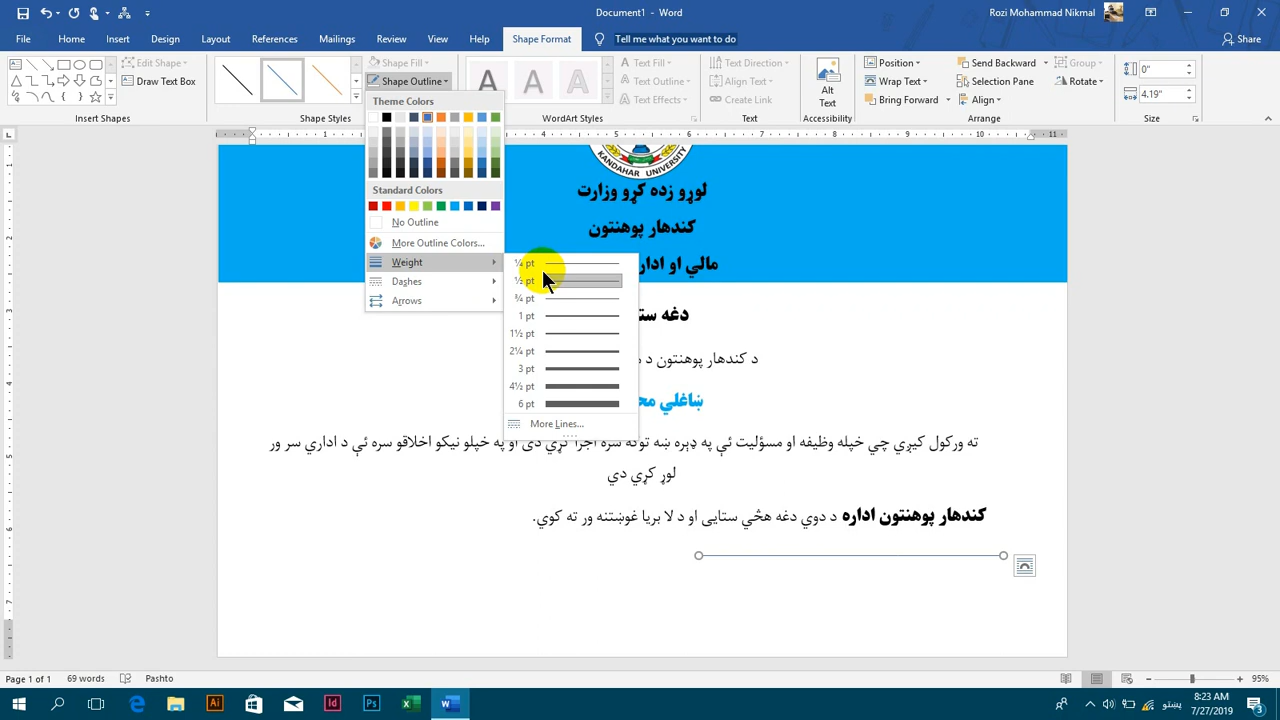 Document1 - Word
Rozi Mohammad Nikmal
File Home Insert Design Layout References Mailings Review View Help Shape Format Tell me what you want to do Share
Edit Shape
Draw Text Box
Insert Shapes
Shape Fill
Shape Outline
Shape Styles
Text Fill
Text Outline
Text Effects
WordArt Styles
Text Direction
Align Text
Create Link
Text
Alt Text
Accessibility
Position
Wrap Text
Bring Forward
Send Backward
Selection Pane
Align
Group
Rotate
Arrange
0"
4.19"
Size
Theme Colors
Standard Colors
No Outline
More Outline Colors...
Weight
Dashes
Arrows
¼ pt
½ pt
¾ pt
1 pt
1½ pt
2¼ pt
3 pt
4½ pt
6 pt
More Lines...
KANDAHAR UNIVERSITY
لوړو زده کړو وزارت
کندهار پوهنتون
مالي او ادار
دغه ستا
د کندهار پوهنتون د م
ښاغلي مح
ته ورکول کیږي چي خپله وظیفه او مسؤلیت ئې په ډېره ښه توګه سره اجرا کړي دی او په خپلو نیکو اخلاقو سره ئې د اداري سر ور
لوړ کړي دي
کندهار پوهنتون اداره د دوي دغه هڅي ستایی او د لا بریا غوښتنه ور ته کوي.
Page 1 of 1 69 words Pashto 95%
پښتو
8:23 AM
7/27/2019